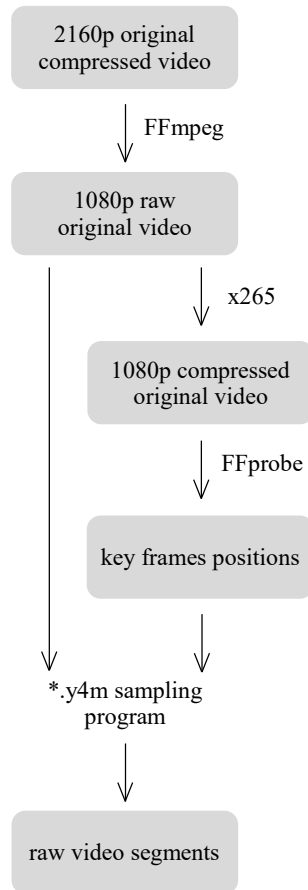 2160p original
compressed video
FFmpeg
1080p raw
original video
x265
1080p compressed
original video
FFprobe
key frames positions
*.y4m sampling
program
raw video segments